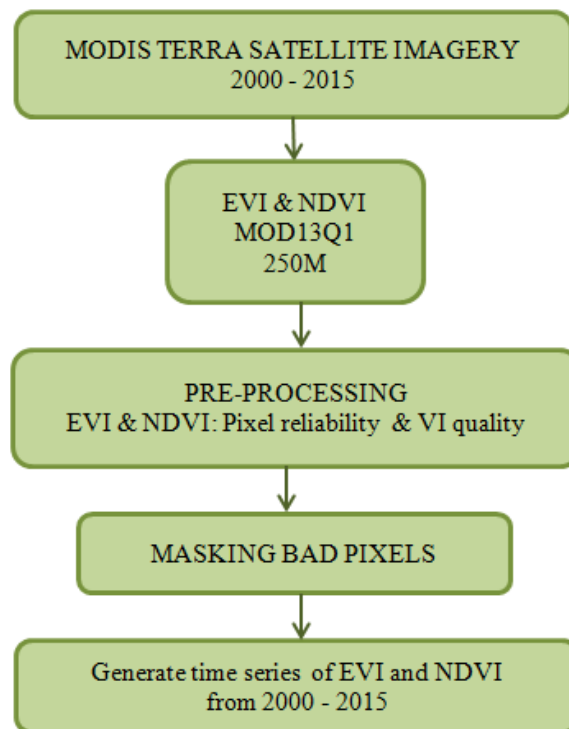 MODIS TERRA SATELLITE IMAGERY
2000 - 2015
EVI & NDVI
MOD13Q1
250M
PRE-PROCESSING
EVI & NDVI: Pixel reliability & VI quality
MASKING BAD PIXELS
Generate time series of EVI and NDVI
from 2000 - 2015